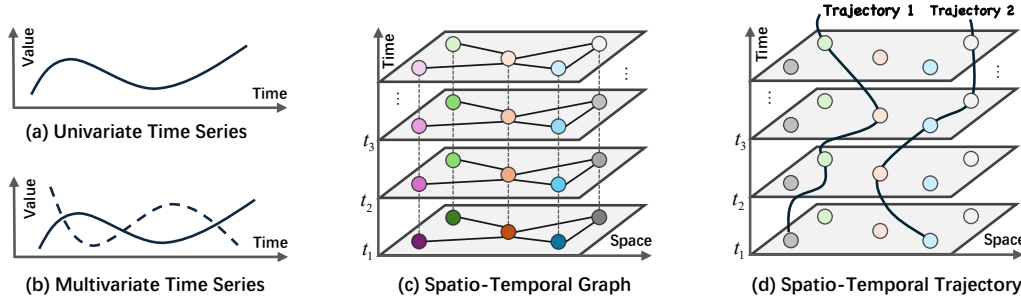 Value
Time
(a) Univariate Time Series
Value
Time
(b) Multivariate Time Series
Time
...
t3
t2
t1
...
Space
(c) Spatio-Temporal Graph
Trajectory 1
Trajectory 2
Time
...
t3
t2
t1
...
Space
(d) Spatio-Temporal Trajectory